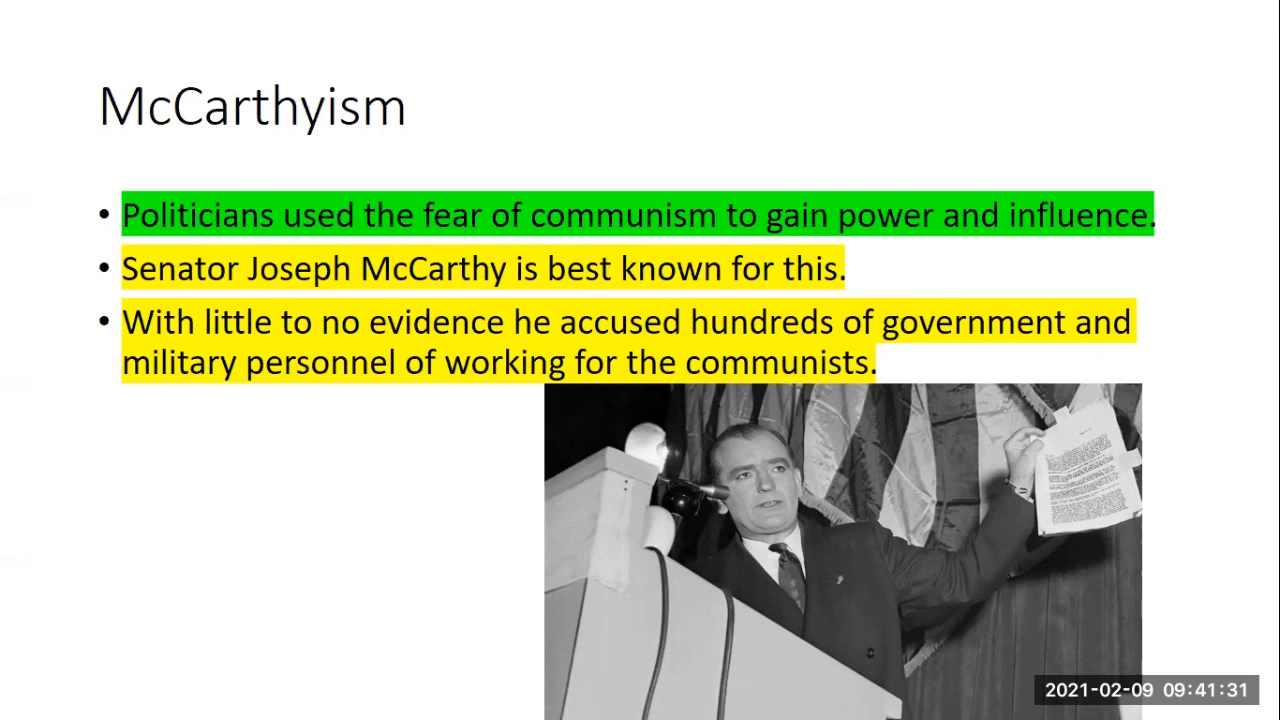 McCarthyism
• Politicians used the fear of communism to gain power and influence.
• Senator Joseph McCarthy is best known for this.
• With little to no evidence he accused hundreds of government and
military personnel of working for the communists.
2021-02-09 09:41:31